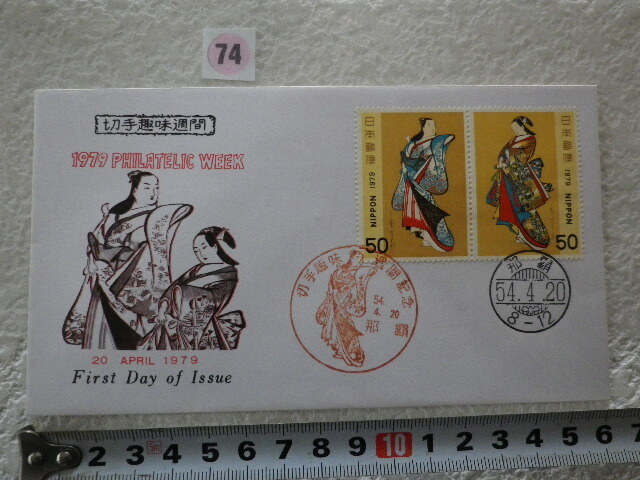 74
切手趣味週間
1979 PHILATELIC WEEK
20 APRIL 1979
First Day of Issue
日本郵便
NIPPON 1979
50
日本郵便
1979 NIPPON
50
切手趣味週間記念
54.
4. 20
那覇
那覇
54.4.20
8-12
2 3 4 5 6 7 8 9 10 1 2 3 4 5 6 7